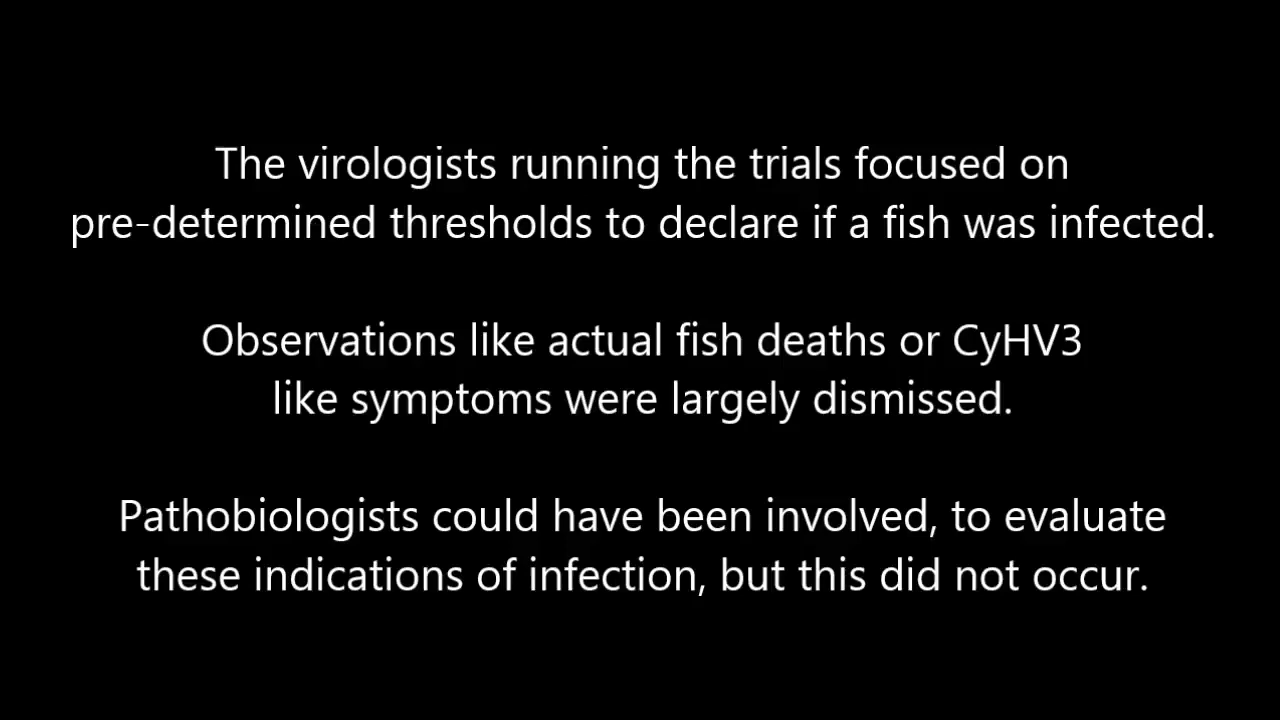 The virologists running the trials focused on
pre-determined thresholds to declare if a fish was infected.
Observations like actual fish deaths or CyHV3
like symptoms were largely dismissed.
Pathobiologists could have been involved, to evaluate
these indications of infection, but this did not occur.